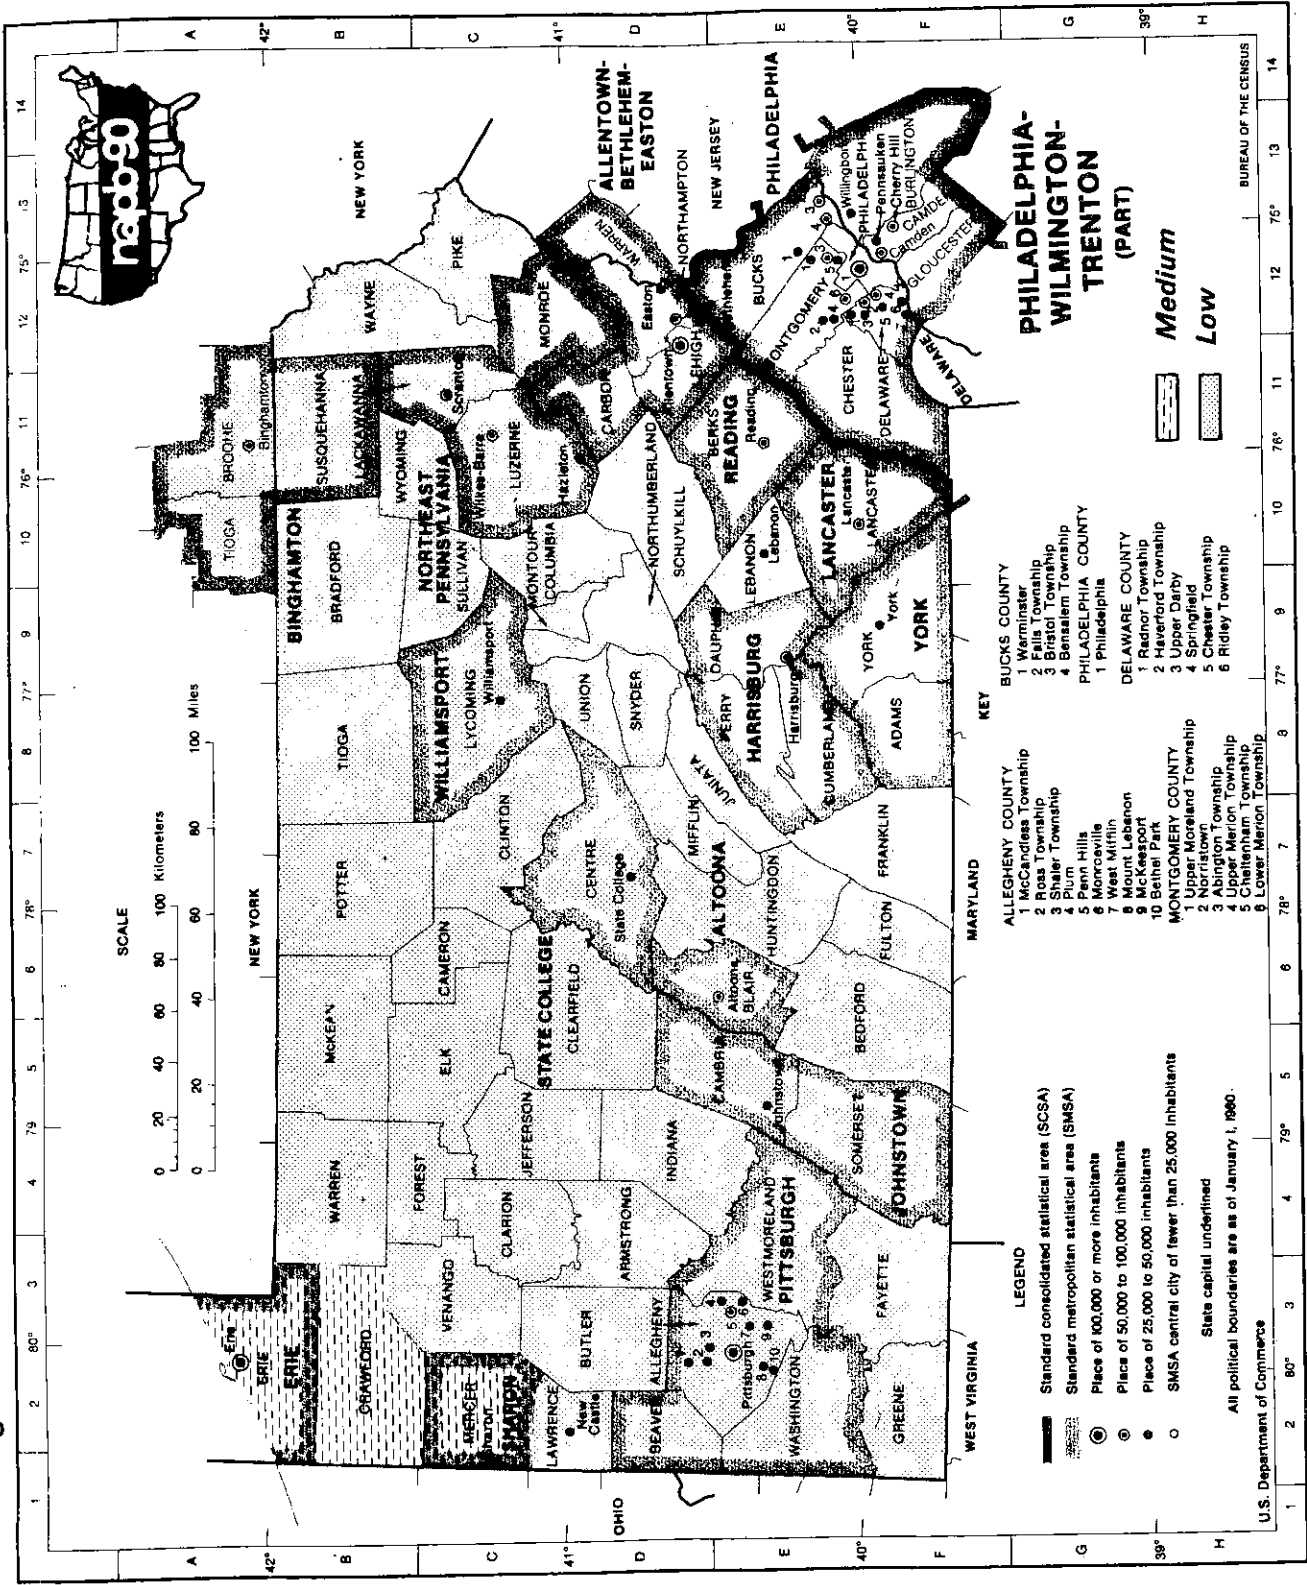 napb-90
SCALE
0 20 40 60 80 100 Kilometers
0 20 40 60 80 100 Miles
NEW YORK
NEW YORK
BINGHAMTON
TIOGA
BROOME
Binghamton
Erie
ERIE
ERIE
CRAWFORD
WARREN
McKEAN
POTTER
TIOGA
BRADFORD
SUSQUEHANNA
WAYNE
PIKE
MERCER
Sharon
SHARON
VENANGO
FOREST
ELK
CAMERON
CLINTON
WILLIAMSPORT
LYCOMING
Williamsport
SULLIVAN
WYOMING
LACKAWANNA
Scranton
NORTHEAST
PENNSYLVANIA
Wilkes-Barre
LUZERNE
Hazleton
MONROE
LAWRENCE
New
Castle
BUTLER
CLARION
JEFFERSON
CLEARFIELD
STATE COLLEGE
CENTRE
State College
UNION
SNYDER
MONTOUR
COLUMBIA
NORTHUMBERLAND
SCHUYLKILL
CARBON
ALLENTOWN-
BETHLEHEM-
EASTON
WARREN
NORTHAMPTON
Easton
Bethlehem
Allentown
LEHIGH
NEW JERSEY
OHIO
BEAVER
ALLEGHENY
Pittsburgh
PITTSBURGH
ARMSTRONG
INDIANA
WESTMORELAND
WASHINGTON
GREENE
FAYETTE
SOMERSET
JOHNSTOWN
Johnstown
CAMBRIA
Altoona
BLAIR
ALTOONA
BEDFORD
HUNTINGDON
FULTON
FRANKLIN
MIFFLIN
JUNIATA
PERRY
HARRISBURG
Harrisburg
DAUPHIN
CUMBERLAND
ADAMS
YORK
York
YORK
LEBANON
Lebanon
LANCASTER
Lancaster
LANCASTER
BERKS
READING
Reading
BUCKS
MONTGOMERY
CHESTER
DELAWARE
DELAWARE
PHILADELPHIA
PHILADELPHIA
Willingboro
Pennsauken
Cherry Hill
BURLINGTON
CAMDEN
Camden
GLOUCESTER
PHILADELPHIA-
WILMINGTON-
TRENTON
(PART)
WEST VIRGINIA
MARYLAND
Medium
Low
LEGEND
Standard consolidated statistical area (SCSA)
Standard metropolitan statistical area (SMSA)
Place of 100,000 or more inhabitants
Place of 50,000 to 100,000 inhabitants
Place of 25,000 to 50,000 inhabitants
SMSA central city of fewer than 25,000 inhabitants
State capital underlined
All political boundaries are as of January 1, 1980.
KEY
ALLEGHENY COUNTY
1 McCandless Township
2 Ross Township
3 Shaler Township
4 Plum
5 Penn Hills
6 Monroeville
7 West Mifflin
8 Mount Lebanon
9 McKeesport
10 Bethel Park
MONTGOMERY COUNTY
1 Upper Moreland Township
2 Norristown
3 Abington Township
4 Upper Merion Township
5 Cheltenham Township
6 Lower Merion Township
BUCKS COUNTY
1 Warminster
2 Falls Township
3 Bristol Township
4 Bensalem Township
PHILADELPHIA COUNTY
1 Philadelphia
DELAWARE COUNTY
1 Radnor Township
2 Haverford Township
3 Upper Darby
4 Springfield
5 Chester Township
6 Ridley Township
U.S. Department of Commerce
BUREAU OF THE CENSUS